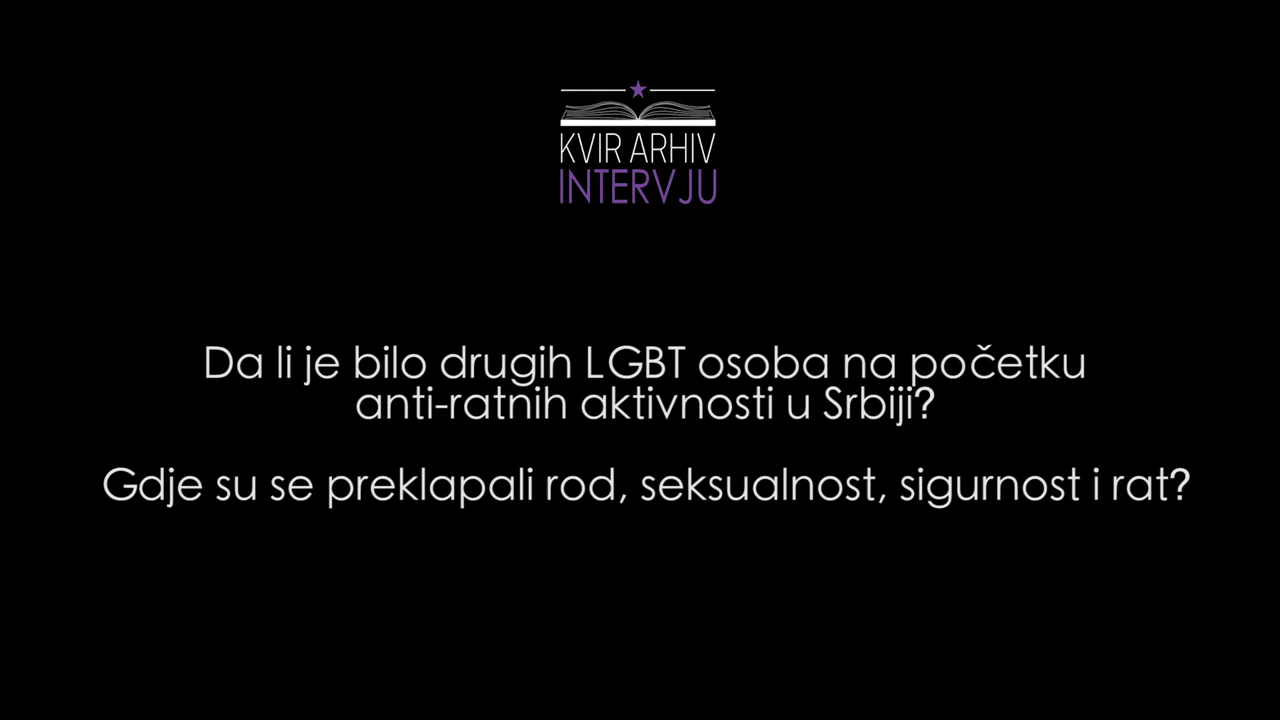 KVIR ARHIV
INTERVJU
Da li je bilo drugih LGBT osoba na početku
anti-ratnih aktivnosti u Srbiji?
Gdje su se preklapali rod, seksualnost, sigurnost i rat?